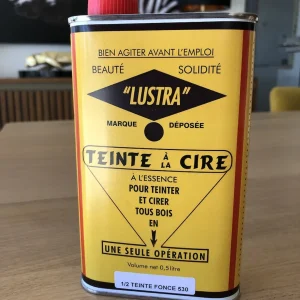 BIEN AGITER AVANT L'EMPLOI
BEAUTÉ SOLIDITÉ
"LUSTRA"
MARQUE DÉPOSÉE
TEINTE À LA CIRE
À L'ESSENCE
POUR TEINTER
ET CIRER
TOUS BOIS
EN
UNE SEULE OPÉRATION
Volume net 0,5 litre
1/2 TEINTE FONCE 530